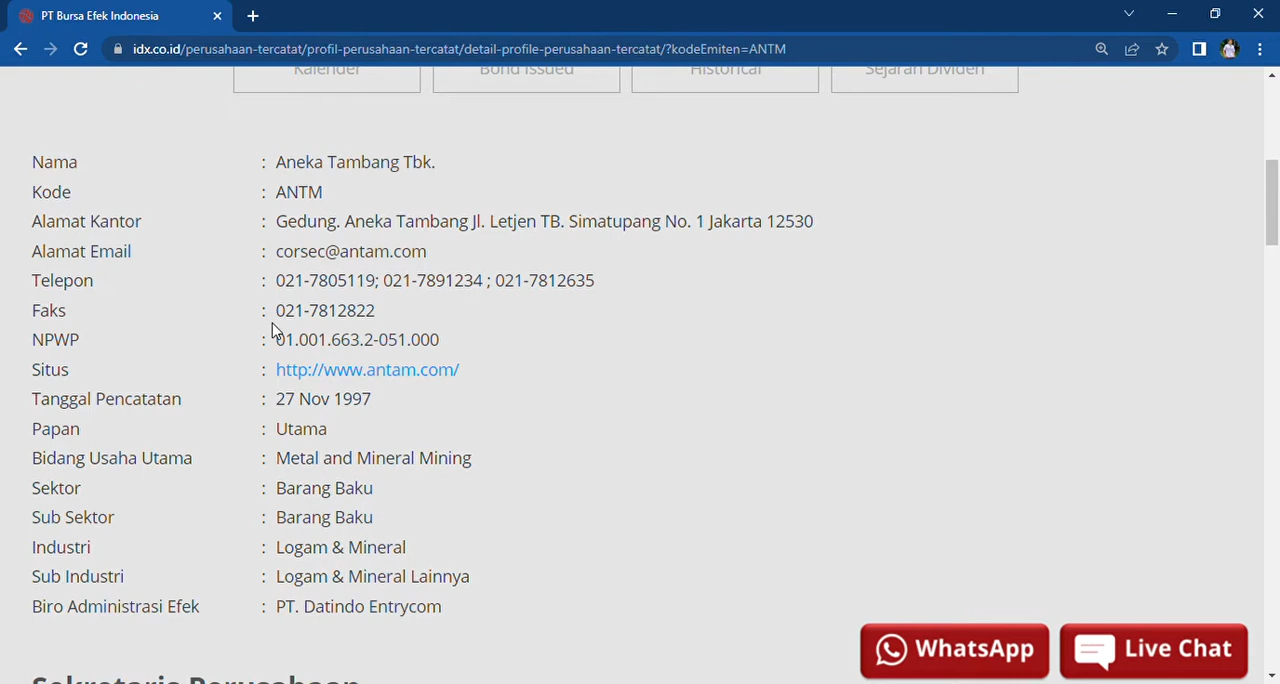 PT Bursa Efek Indonesia
idx.co.id/perusahaan-tercatat/profil-perusahaan-tercatat/detail-profile-perusahaan-tercatat/?kodeEmiten=ANTM
Kalender Bond Issued Historical Sejarah Dividen
Nama : Aneka Tambang Tbk.
Kode : ANTM
Alamat Kantor : Gedung. Aneka Tambang Jl. Letjen TB. Simatupang No. 1 Jakarta 12530
Alamat Email : corsec@antam.com
Telepon : 021-7805119; 021-7891234 ; 021-7812635
Faks : 021-7812822
NPWP : 01.001.663.2-051.000
Situs : http://www.antam.com/
Tanggal Pencatatan : 27 Nov 1997
Papan : Utama
Bidang Usaha Utama : Metal and Mineral Mining
Sektor : Barang Baku
Sub Sektor : Barang Baku
Industri : Logam & Mineral
Sub Industri : Logam & Mineral Lainnya
Biro Administrasi Efek : PT. Datindo Entrycom
WhatsApp Live Chat
Sekretaris Perusahaan